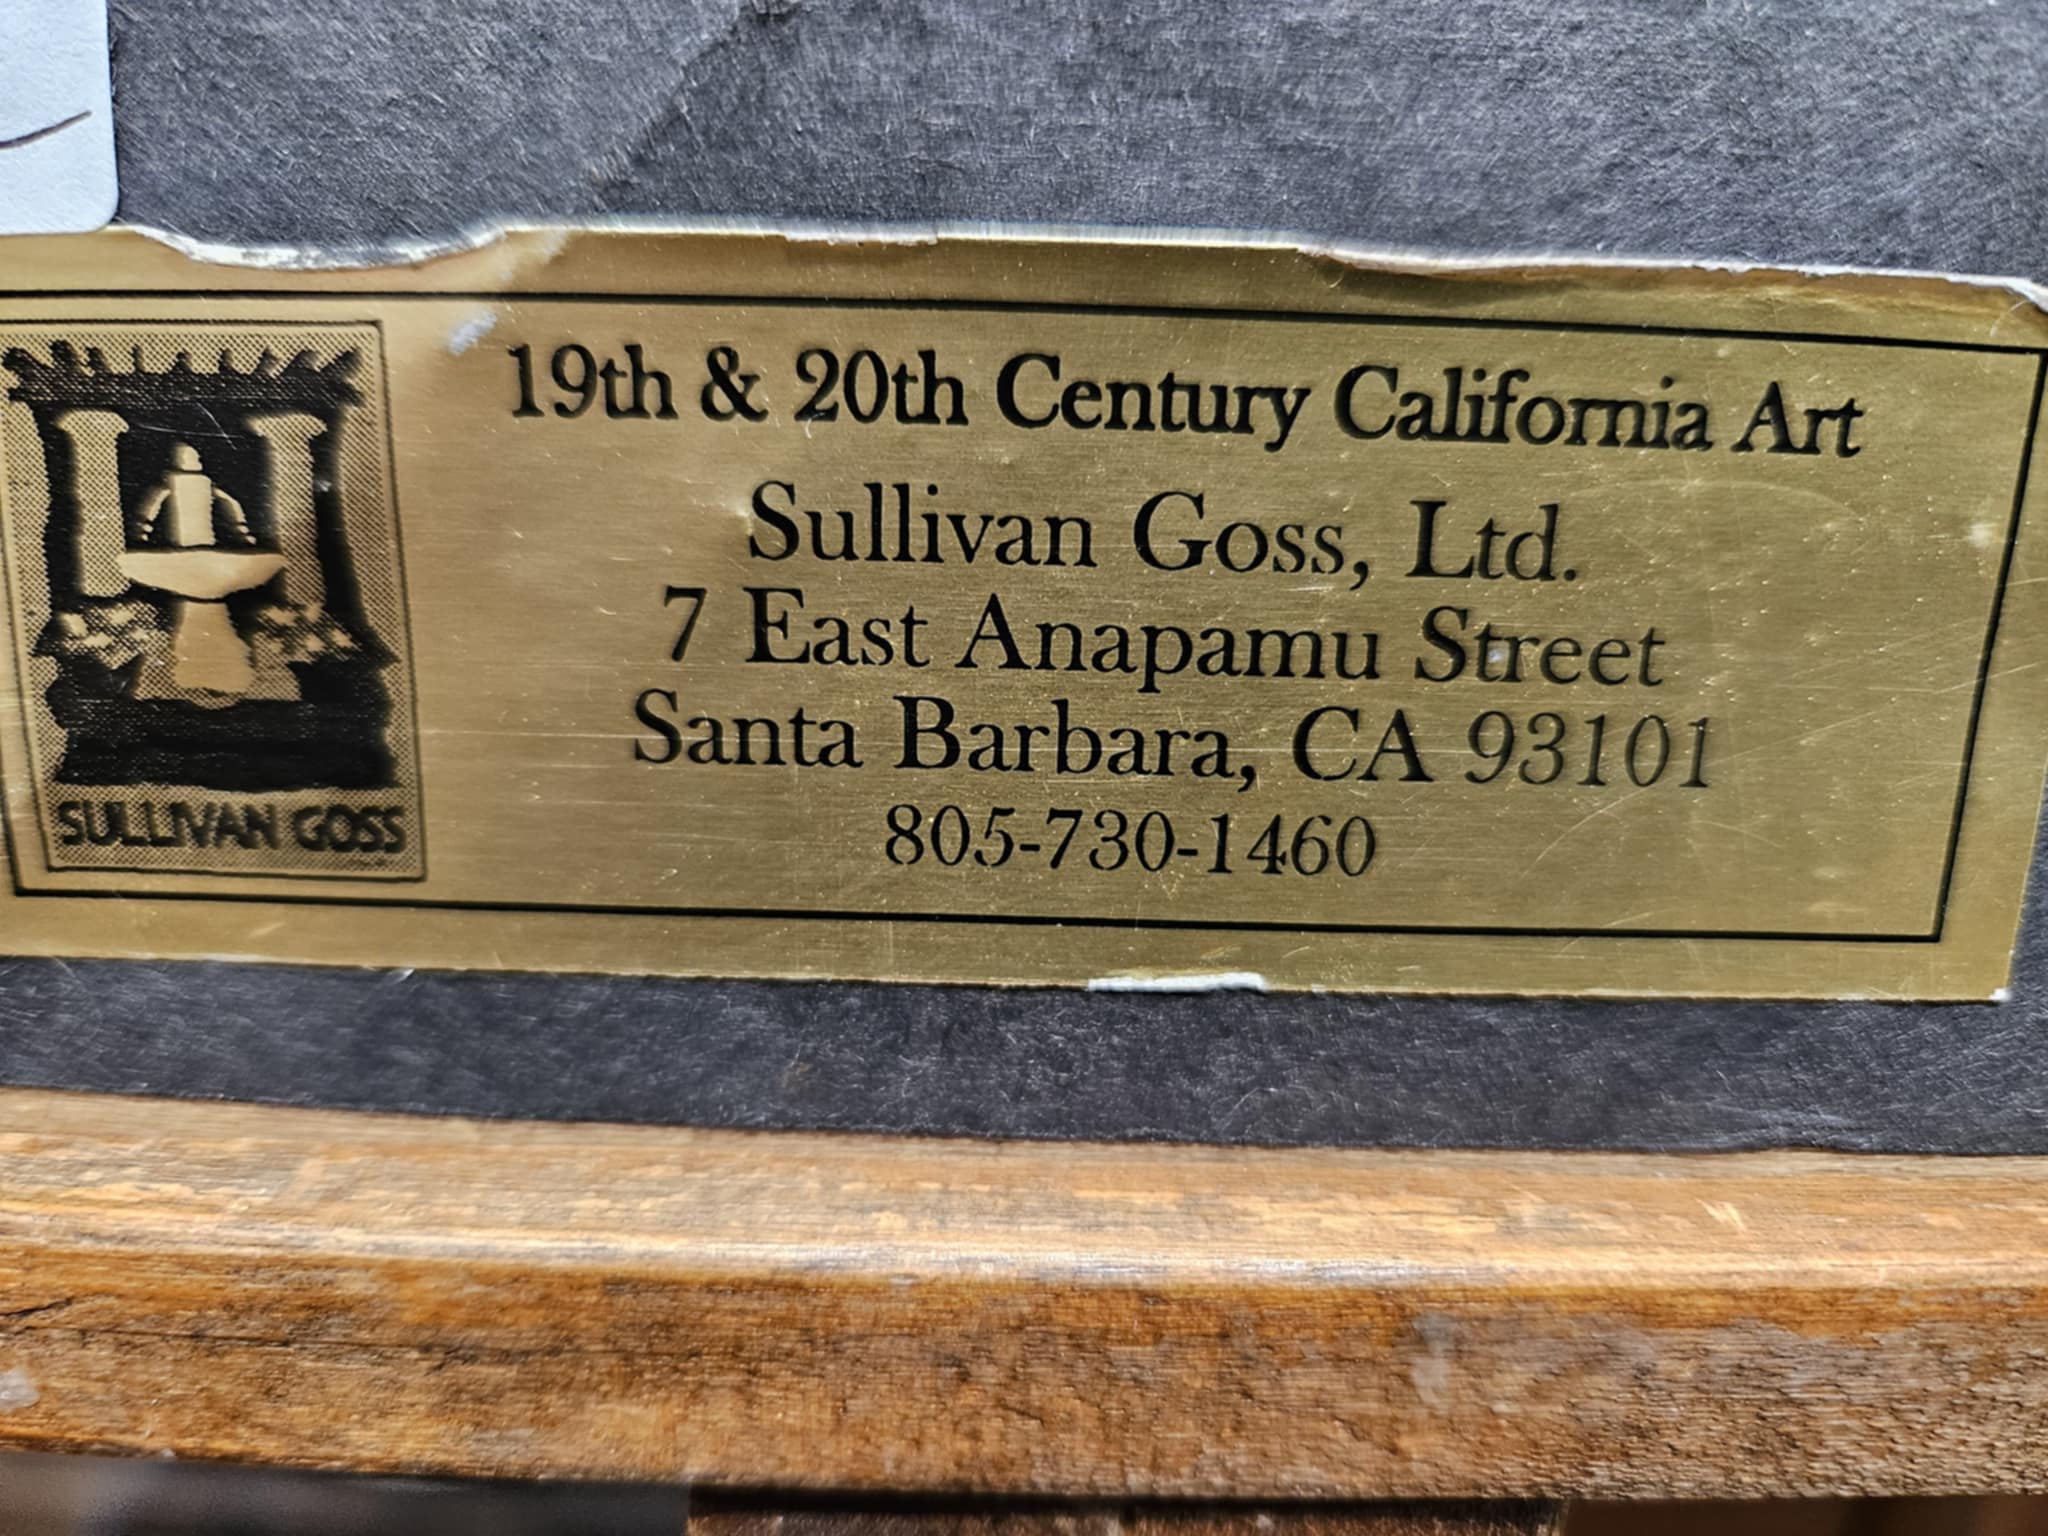 19th & 20th Century California Art
Sullivan Goss, Ltd.
7 East Anapamu Street
Santa Barbara, CA 93101
805-730-1460
SULLIVAN GOSS